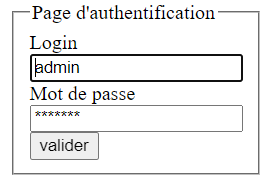 Page d'authentification
Login
admin
Mot de passe
*******
valider